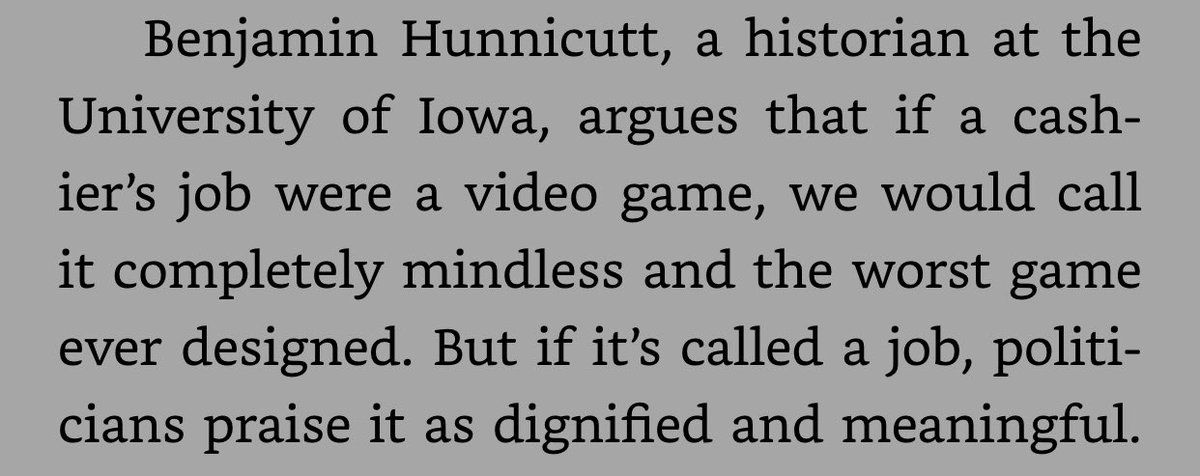 Benjamin Hunnicutt, a historian at the
University of Iowa, argues that if a cash-
ier’s job were a video game, we would call
it completely mindless and the worst game
ever designed. But if it’s called a job, politi-
cians praise it as dignified and meaningful.